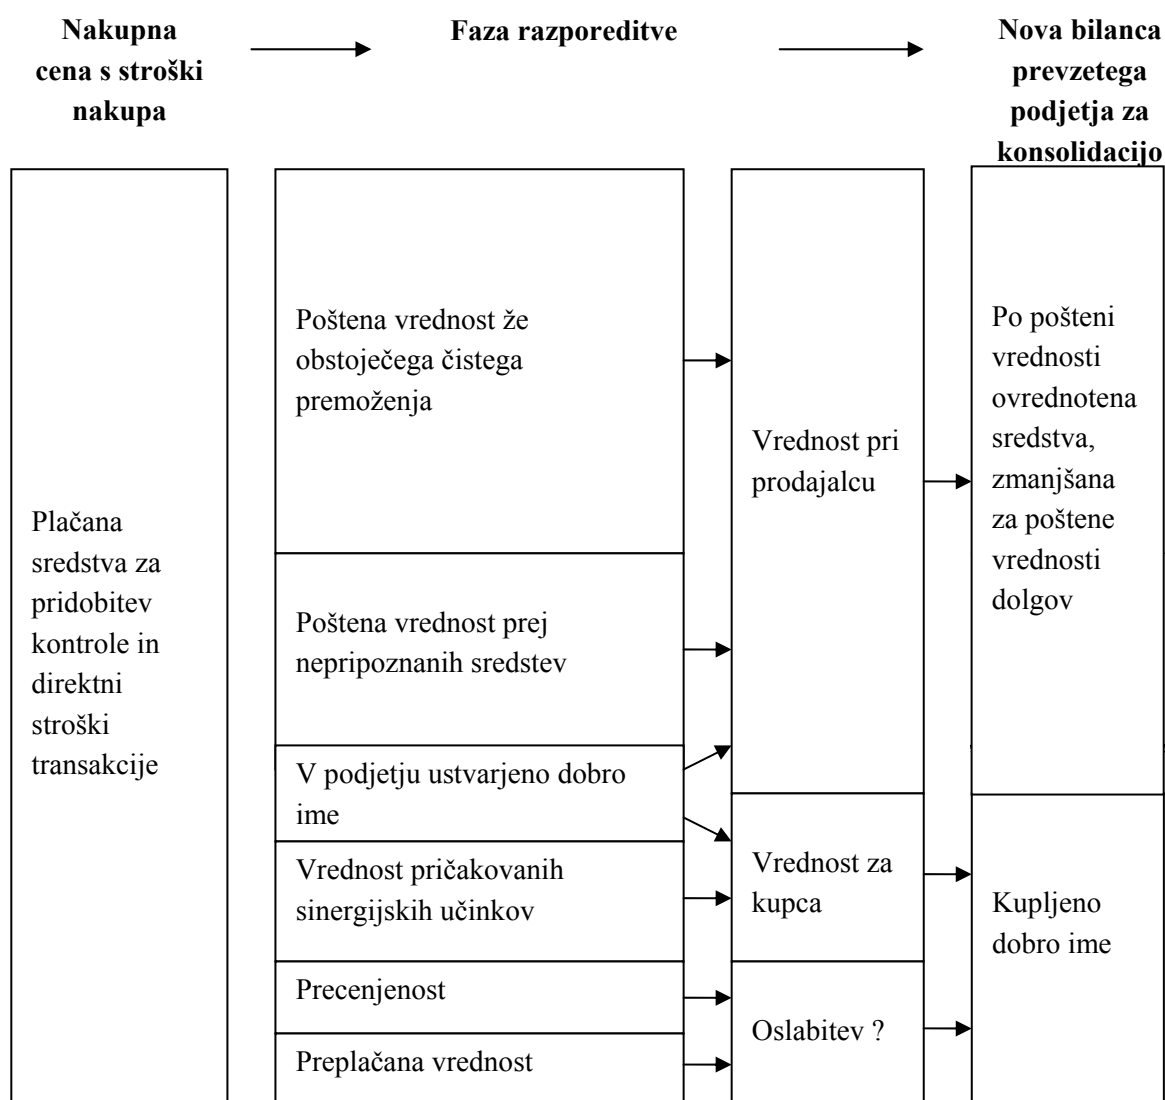 Nakupna
cena s stroški
nakupa
Faza razporeditve
Nova bilanca
prevzetega
podjetja za
konsolidacijo
Plačana
sredstva za
pridobitev
kontrole in
direktni
stroški
transakcije
Poštena vrednost že
obstoječega čistega
premoženja
Poštena vrednost prej
nepripoznanih sredstev
V podjetju ustvarjeno dobro
ime
Vrednost pričakovanih
sinergijskih učinkov
Precenjenost
Preplačana vrednost
Vrednost pri
prodajalcu
Vrednost za
kupca
Oslabitev ?
Po pošteni
vrednosti
ovrednotena
sredstva,
zmanjšana
za poštene
vrednosti
dolgov
Kupljeno
dobro ime